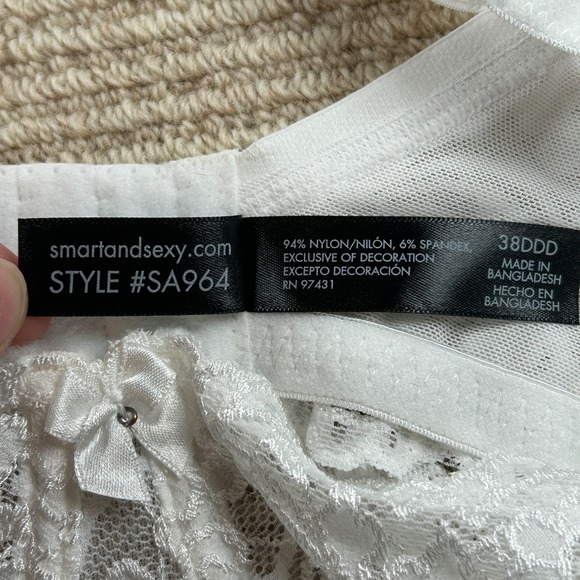 smartandsexy.com
STYLE #SA964
94% NYLON/NILÓN, 6% SPANDEX,
EXCLUSIVE OF DECORATION
EXCEPTO DECORACIÓN
RN 97431
38DDD
MADE IN
BANGLADESH
HECHO EN
BANGLADESH